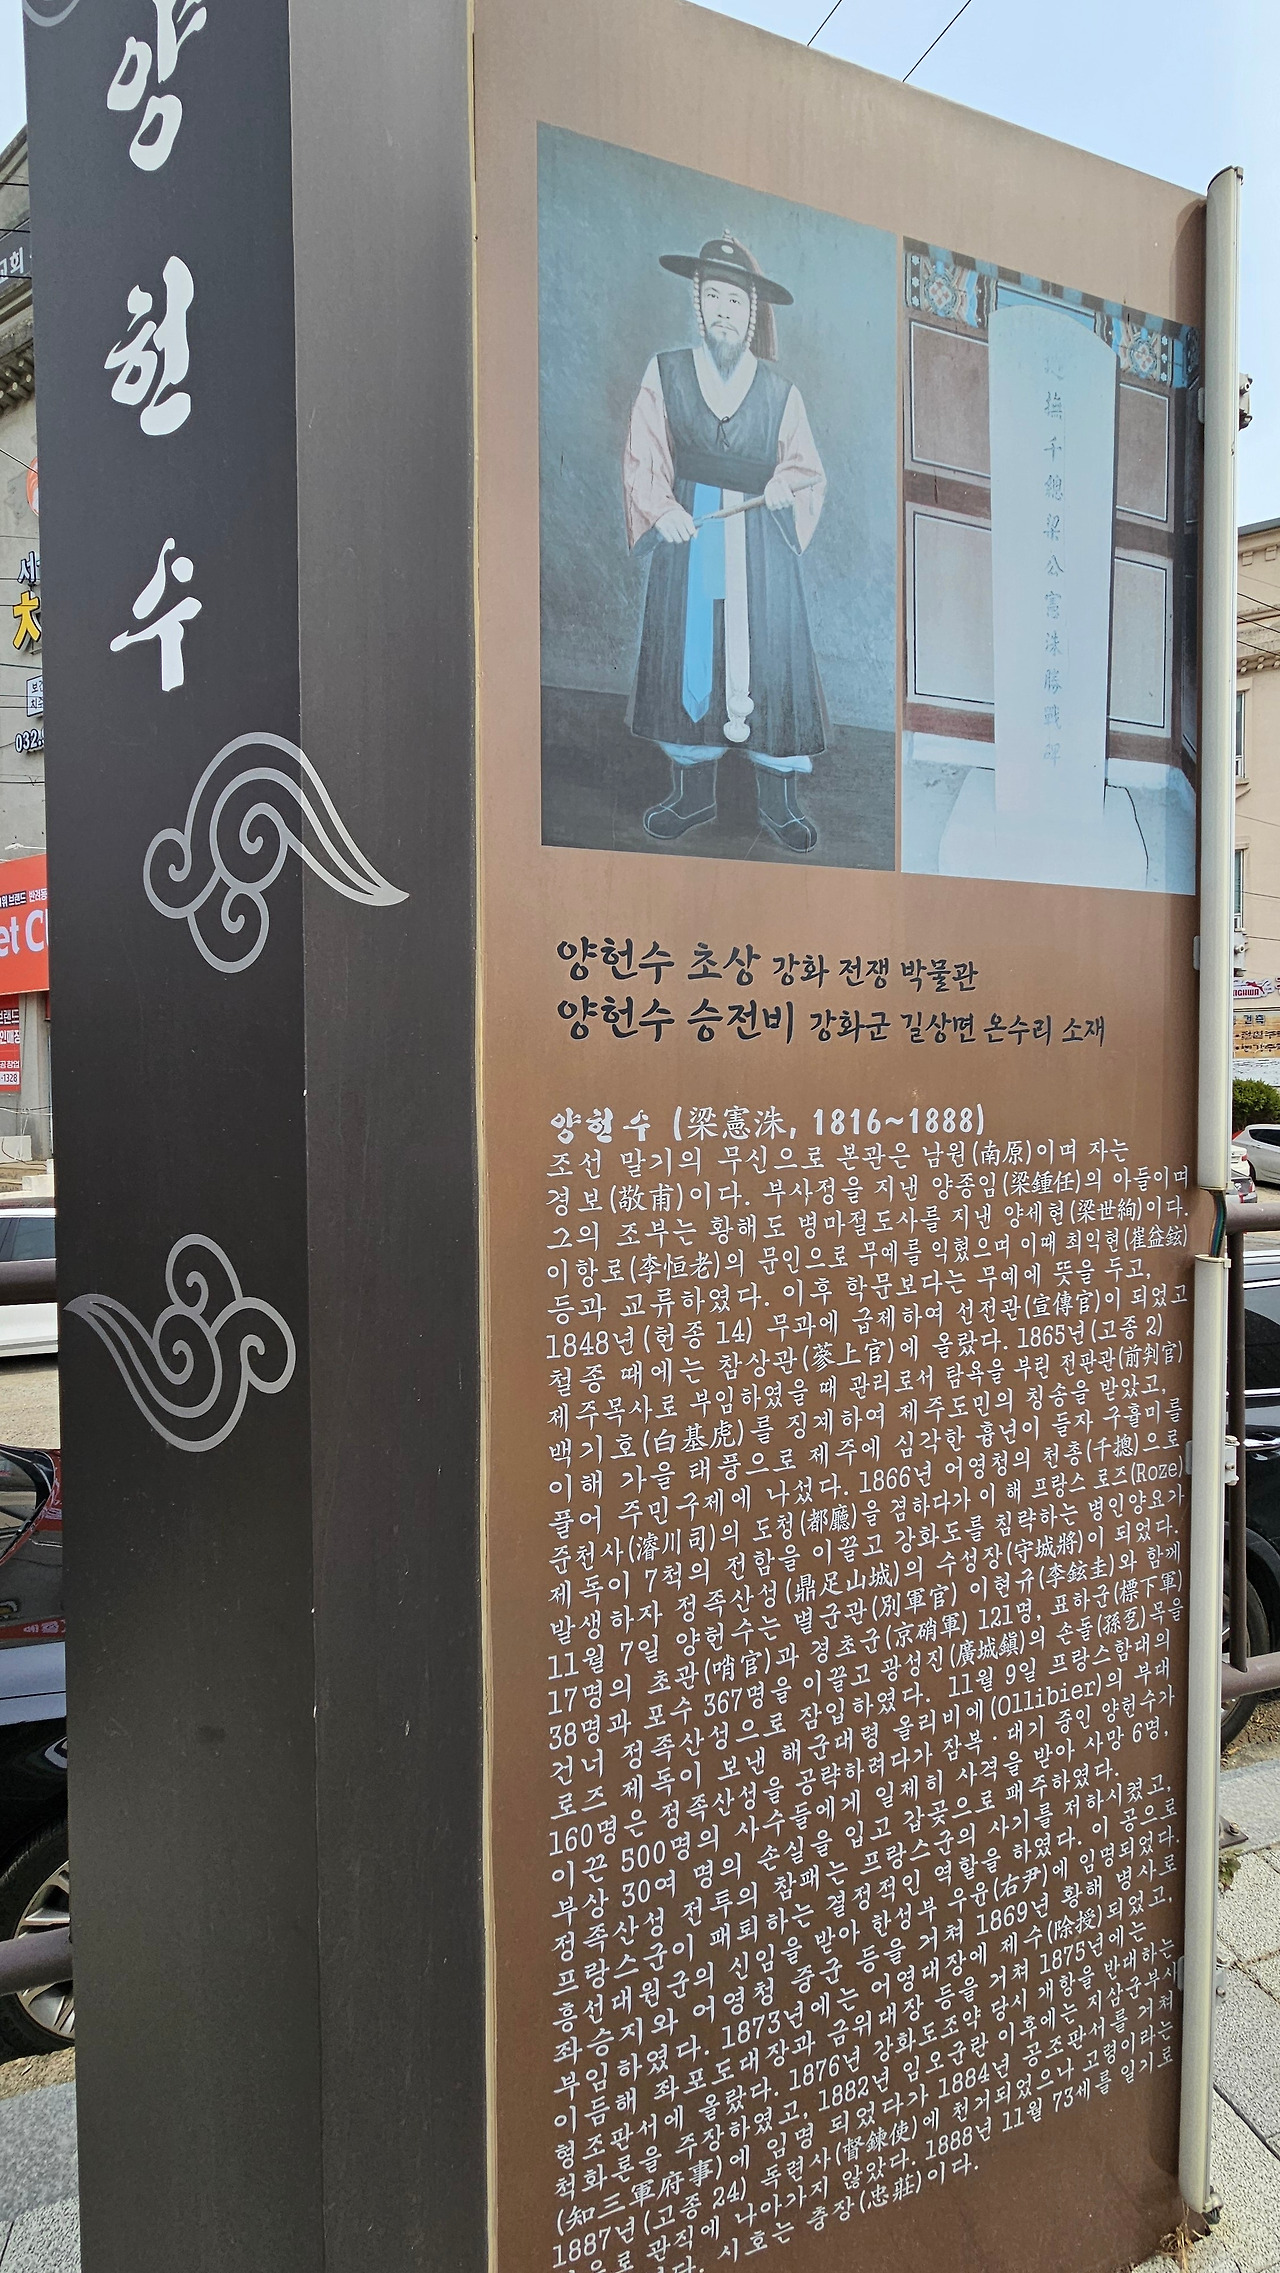 양
헌
수
巡撫千總梁公憲洙勝戰碑
양헌수 초상 강화 전쟁 박물관
양헌수 승전비 강화군 길상면 온수리 소재
양헌수 (梁憲洙, 1816~1888)
조선 말기의 무신으로 본관은 남원(南原)이며 자는
경보(敬甫)이다. 부사정을 지낸 양종임(梁鍾任)의 아들이며
그의 조부는 황해도 병마절도사를 지낸 양세현(梁世絢)이다.
이항로(李恒老)의 문인으로 무예를 익혔으며 이때 최익현(崔益鉉)
등과 교류하였다. 이후 학문보다는 무예에 뜻을 두고,
1848년(헌종 14) 무과에 급제하여 선전관(宣傳官)이 되었고
철종 때에는 참상관(蔘上官)에 올랐다. 1865년(고종 2)
제주목사로 부임하였을 때 관리로서 탐욕을 부린 전판관(前判官)
백기호(白基虎)를 징계하여 제주도민의 칭송을 받았고,
이해 가을 태풍으로 제주에 심각한 흉년이 들자 구휼미를
풀어 주민구제에 나섰다. 1866년 어영청의 천총(千摠)으로
준천사(濬川司)의 도청(都廳)을 겸하다가 이 해 프랑스 로즈(Roze)
제독이 7척의 전함을 이끌고 강화도를 침략하는 병인양요가
발생하자 정족산성(鼎足山城)의 수성장(守城將)이 되었다.
11월 7일 양헌수는 별군관(別軍官) 이현규(李鉉圭)와 함께
17명의 초관(哨官)과 경초군(京硝軍) 121명, 표하군(標下軍)
38명과 포수 367명을 이끌고 광성진(廣城鎭)의 손돌(孫乭)목을
건너 정족산성으로 잠입하였다. 11월 9일 프랑스함대의
로즈 제독이 보낸 해군대령 올리비에(Ollibier)의 부대
160명은 정족산성을 공략하려다가 잠복·대기 중인 양헌수가
이끈 500명의 사수들에게 일제히 사격을 받아 사망 6명,
부상 30여 명의 손실을 입고 갑곶으로 패주하였다.
정족산성 전투의 참패는 프랑스군의 사기를 저하시켰고,
프랑스군이 패퇴하는 결정적인 역할을 하였다. 이 공으로
흥선대원군의 신임을 받아 한성부 우윤(右尹)에 임명되었다.
좌승지와 어영청 중군 등을 거쳐 1869년 황해 병사로
부임하였다. 1873년에는 어영대장에 제수(除授)되었고,
이듬해 좌포도대장과 금위대장 등을 거쳐 1875년에는
형조판서에 올랐다. 1876년 강화도조약 당시 개항을 반대하는
척화론을 주장하였고, 1882년 임오군란 이후에는 지삼군부사
(知三軍府事)에 임명 되었다가 1884년 공조판서를 거쳐
1887년(고종 24) 독련사(督鍊使)에 천거되었으나 고령이라는
으로 관직에 나아가지 않았다. 1888년 11월 73세를 일기로
다. 시호는 충장(忠莊)이다.
교회
032
et C
브랜드
-1328